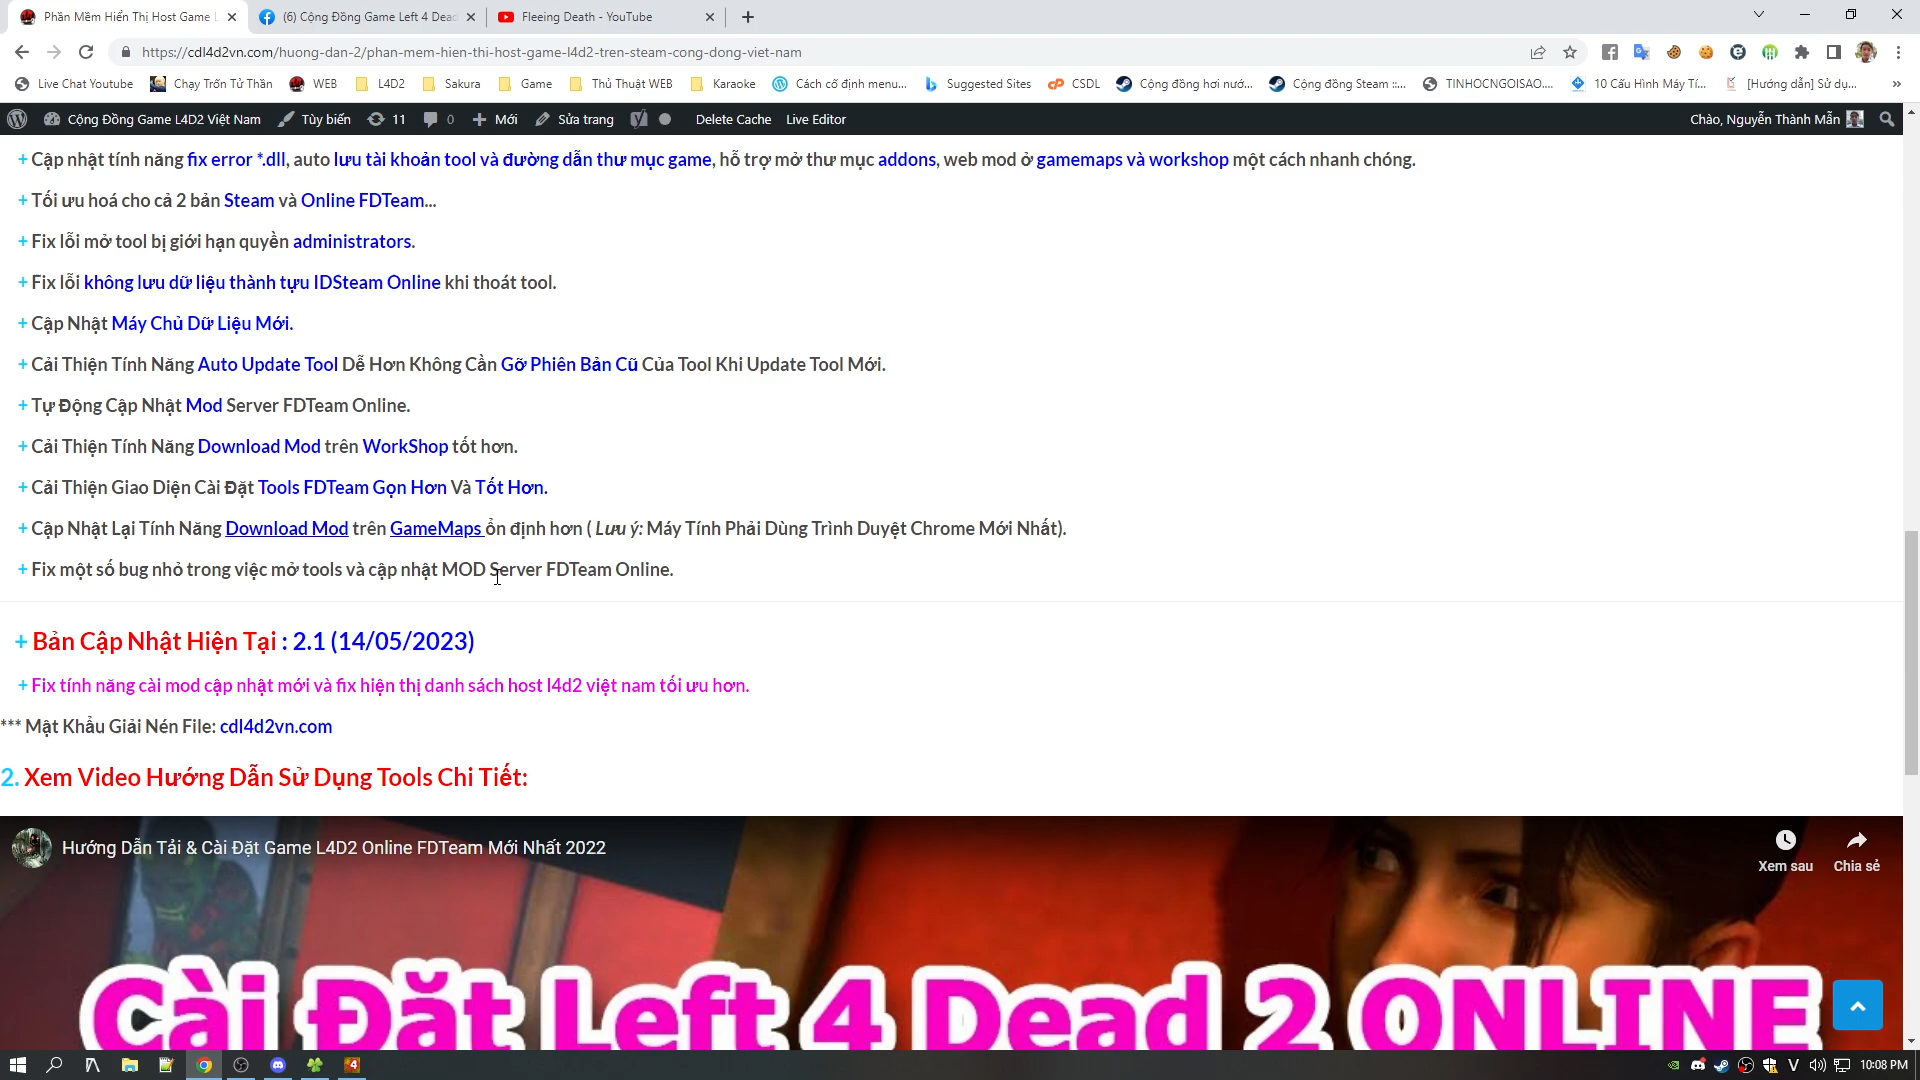 Phần Mềm Hiển Thị Host Game L
(6) Cộng Đồng Game Left 4 Dead
Fleeing Death - YouTube
https://cdl4d2vn.com/huong-dan-2/phan-mem-hien-thi-host-game-l4d2-tren-steam-cong-dong-viet-nam
Live Chat Youtube
Chạy Trốn Tử Thần
WEB
L4D2
Sakura
Game
Thủ Thuật WEB
Karaoke
Cách cố định menu...
Suggested Sites
CSDL
Cộng đồng hơi nướ...
Cộng đồng Steam ::...
TINHOCNGOISAO....
10 Cấu Hình Máy Tí...
[Hướng dẫn] Sử dụ...
»
Cộng Đồng Game L4D2 Việt Nam
Tùy biến
11
0
Mới
Sửa trang
Delete Cache
Live Editor
Chào, Nguyễn Thành Mẫn
+ Cập nhật tính năng fix error *.dll, auto lưu tài khoản tool và đường dẫn thư mục game, hỗ trợ mở thư mục addons, web mod ở gamemaps và workshop một cách nhanh chóng.
+ Tối ưu hoá cho cả 2 bản Steam và Online FDTeam...
+ Fix lỗi mở tool bị giới hạn quyền administrators.
+ Fix lỗi không lưu dữ liệu thành tựu IDSteam Online khi thoát tool.
+ Cập Nhật Máy Chủ Dữ Liệu Mới.
+ Cải Thiện Tính Năng Auto Update Tool Dễ Hơn Không Cần Gỡ Phiên Bản Cũ Của Tool Khi Update Tool Mới.
+ Tự Động Cập Nhật Mod Server FDTeam Online.
+ Cải Thiện Tính Năng Download Mod trên WorkShop tốt hơn.
+ Cải Thiện Giao Diện Cài Đặt Tools FDTeam Gọn Hơn Và Tốt Hơn.
+ Cập Nhật Lại Tính Năng Download Mod trên GameMaps ổn định hơn ( Lưu ý: Máy Tính Phải Dùng Trình Duyệt Chrome Mới Nhất).
+ Fix một số bug nhỏ trong việc mở tools và cập nhật MOD Server FDTeam Online.
+ Bản Cập Nhật Hiện Tại : 2.1 (14/05/2023)
+ Fix tính năng cài mod cập nhật mới và fix hiện thị danh sách host l4d2 việt nam tối ưu hơn.
*** Mật Khẩu Giải Nén File: cdl4d2vn.com
2. Xem Video Hướng Dẫn Sử Dụng Tools Chi Tiết:
Hướng Dẫn Tải & Cài Đặt Game L4D2 Online FDTeam Mới Nhất 2022
Xem sau
Chia sẻ
Cài Đặt Left 4 Dead 2 ONLINE
10:08 PM